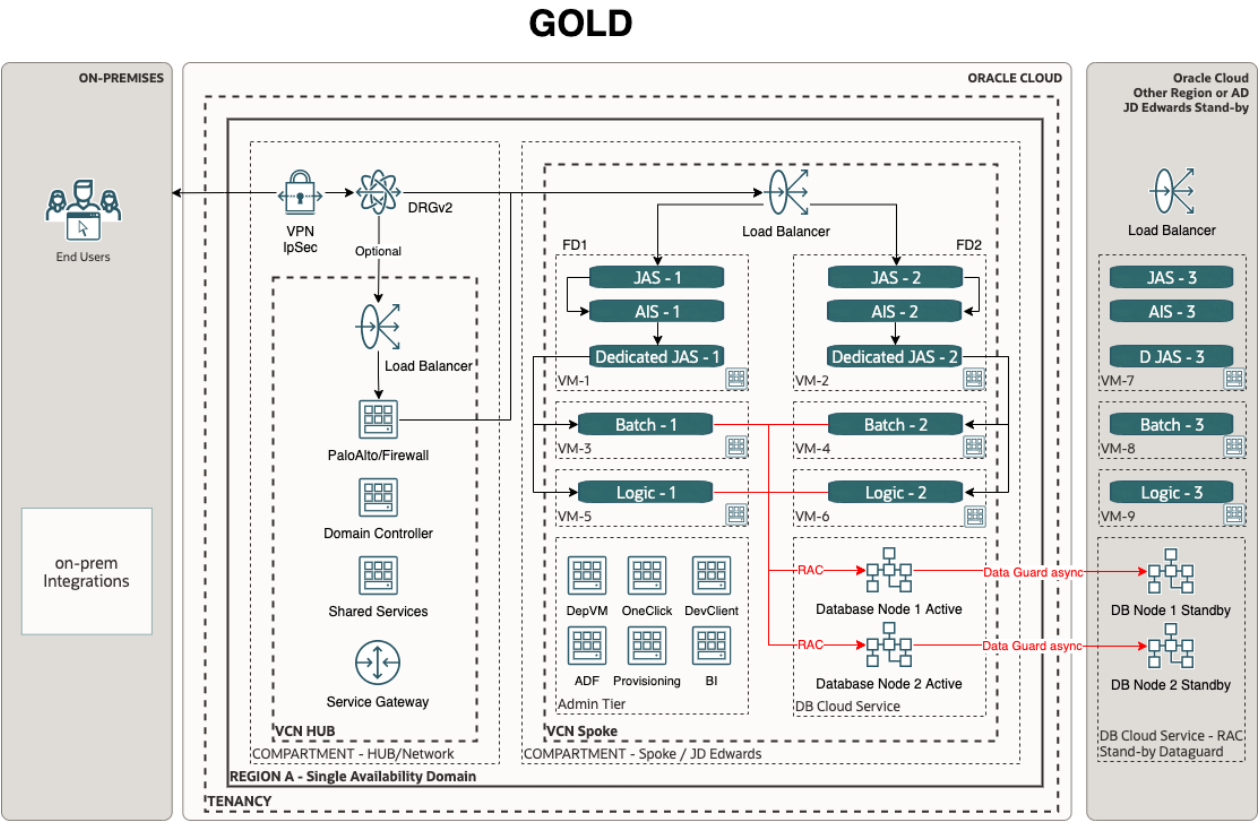 GOLD
ON-PREMISES
End Users
on-prem
Integrations
ORACLE CLOUD
VPN
IpSec
DRGv2
Optional
Load Balancer
PaloAlto/Firewall
Domain Controller
Shared Services
Service Gateway
VCN HUB
COMPARTMENT - HUB/Network
Load Balancer
FD1
FD2
JAS - 1
AIS - 1
Dedicated JAS - 1
VM-1
JAS - 2
AIS - 2
Dedicated JAS - 2
VM-2
Batch - 1
VM-3
Batch - 2
VM-4
Logic - 1
VM-5
Logic - 2
VM-6
DepVM
OneClick
DevClient
ADF
Provisioning
BI
Admin Tier
RAC
Database Node 1 Active
RAC
Database Node 2 Active
DB Cloud Service
Data Guard async
Data Guard async
VCN Spoke
COMPARTMENT - Spoke / JD Edwards
REGION A - Single Availability Domain
TENANCY
Oracle Cloud
Other Region or AD
JD Edwards Stand-by
Load Balancer
JAS - 3
AIS - 3
D JAS - 3
VM-7
Batch - 3
VM-8
Logic - 3
VM-9
DB Node 1 Standby
DB Node 2 Standby
DB Cloud Service - RAC
Stand-by Dataguard